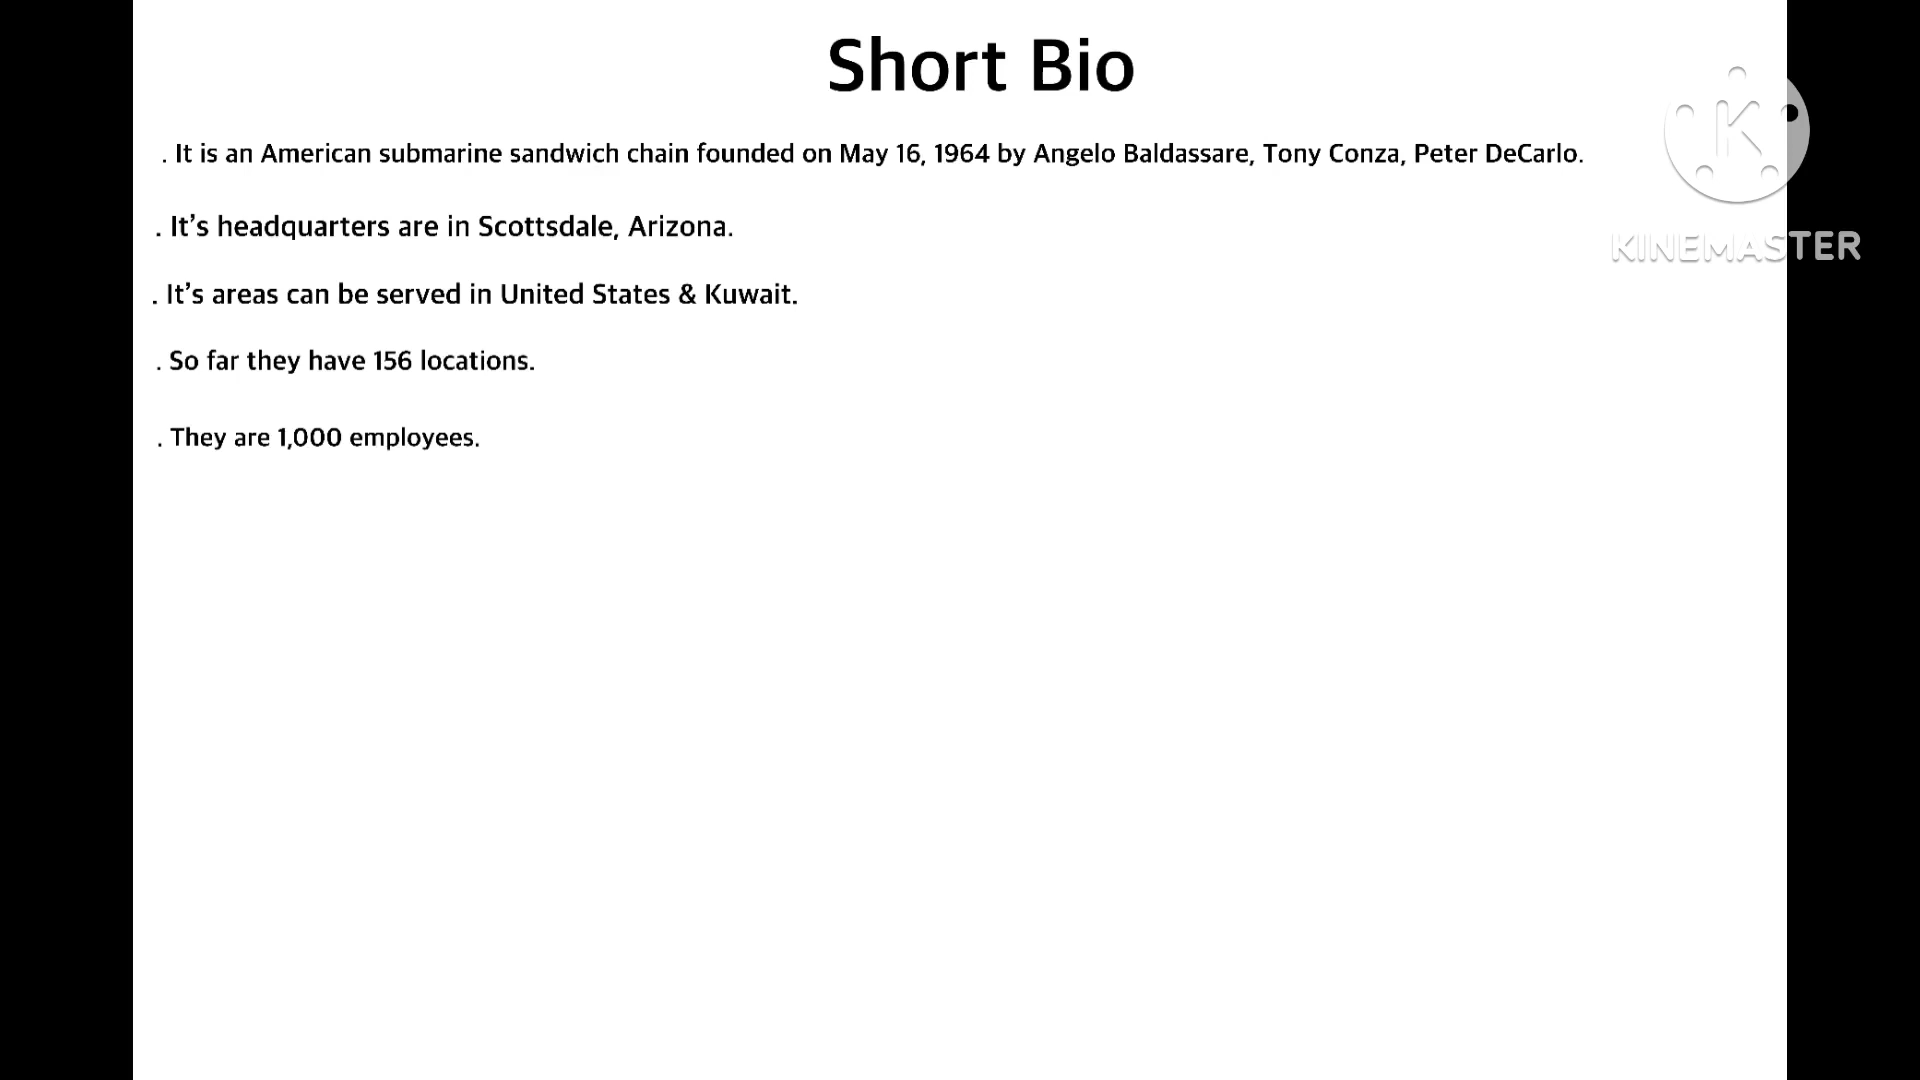 Short Bio
. It is an American submarine sandwich chain founded on May 16, 1964 by Angelo Baldassare, Tony Conza, Peter DeCarlo.
. It’s headquarters are in Scottsdale, Arizona.
. It’s areas can be served in United States & Kuwait.
. So far they have 156 locations.
. They are 1,000 employees.
K
KINEMASTER